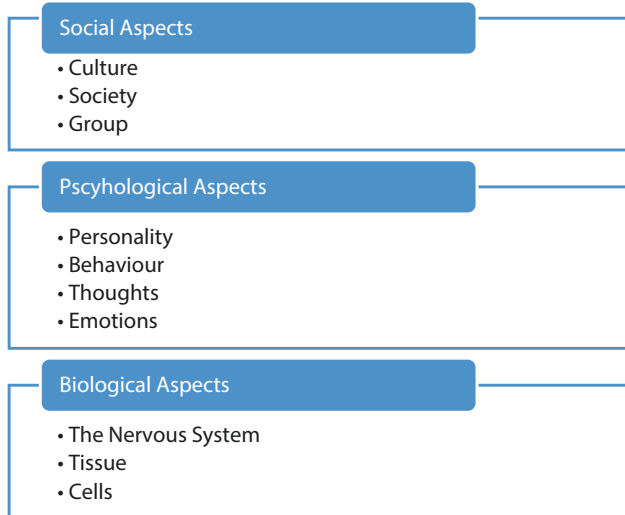 Social Aspects
• Culture
• Society
• Group
Pscyhological Aspects
• Personality
• Behaviour
• Thoughts
• Emotions
Biological Aspects
• The Nervous System
• Tissue
• Cells